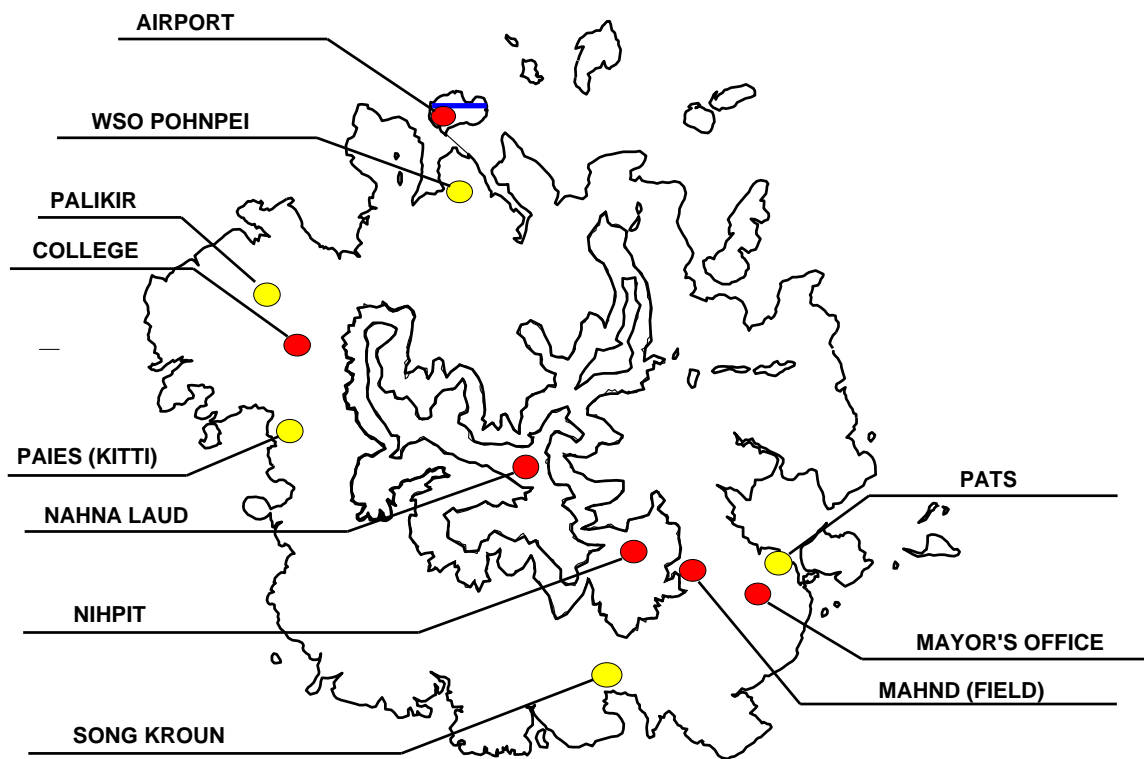 AIRPORT
WSO POHNPEI
PALIKIR
COLLEGE
PAIES (KITTI)
PATS
NAHNA LAUD
NIHPIT
MAYOR'S OFFICE
MAHND (FIELD)
SONG KROUN